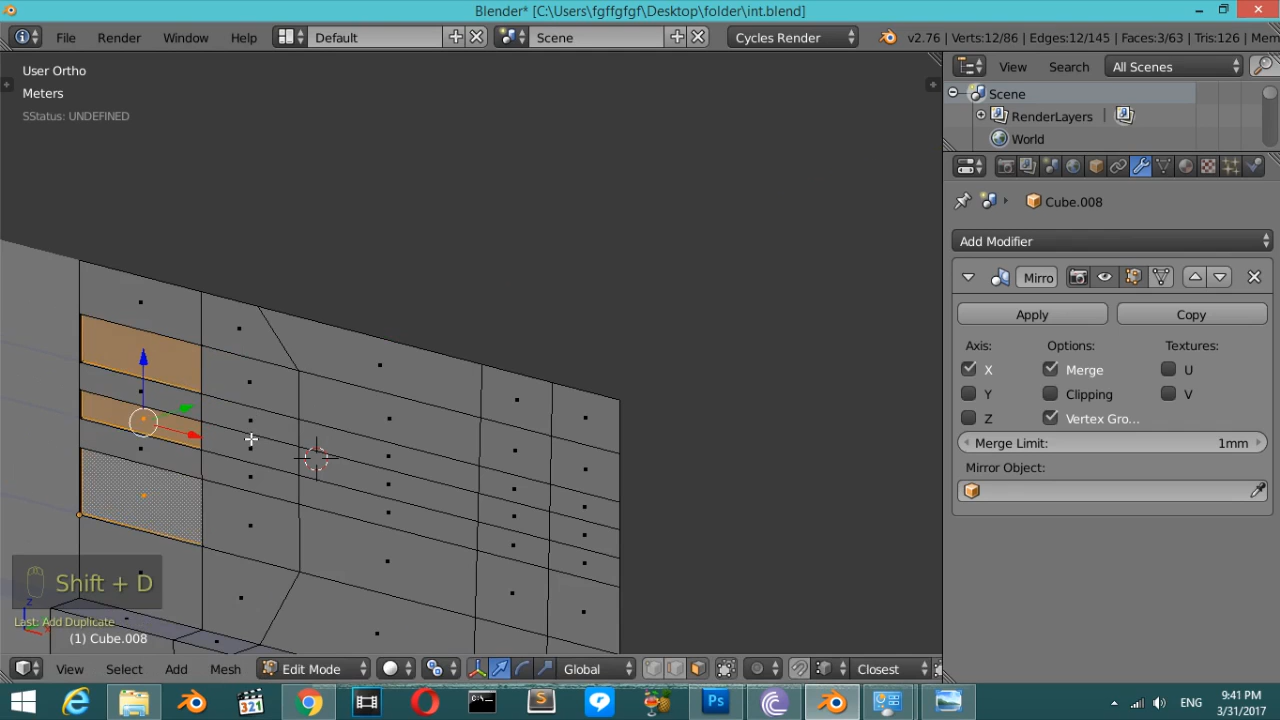 Blender* [C:\Users\fgffgfgf\Desktop\folder\int.blend]
File Render Window Help Default Scene Cycles Render v2.76 | Verts:12/86 | Edges:12/145 | Faces:3/63 | Tris:126 | Mem
User Ortho
Meters
SStatus: UNDEFINED
View Search All Scenes
Scene
RenderLayers
World
Cube.008
Add Modifier
Mirro
Apply Copy
Axis: Options: Textures:
X Merge U
Y Clipping V
Z Vertex Gro...
Merge Limit: 1mm
Mirror Object:
Shift + D
Last: Add Duplicate
(1) Cube.008
z
View Select Add Mesh Edit Mode Global Closest
321
Ps
ENG
9:41 PM
3/31/2017